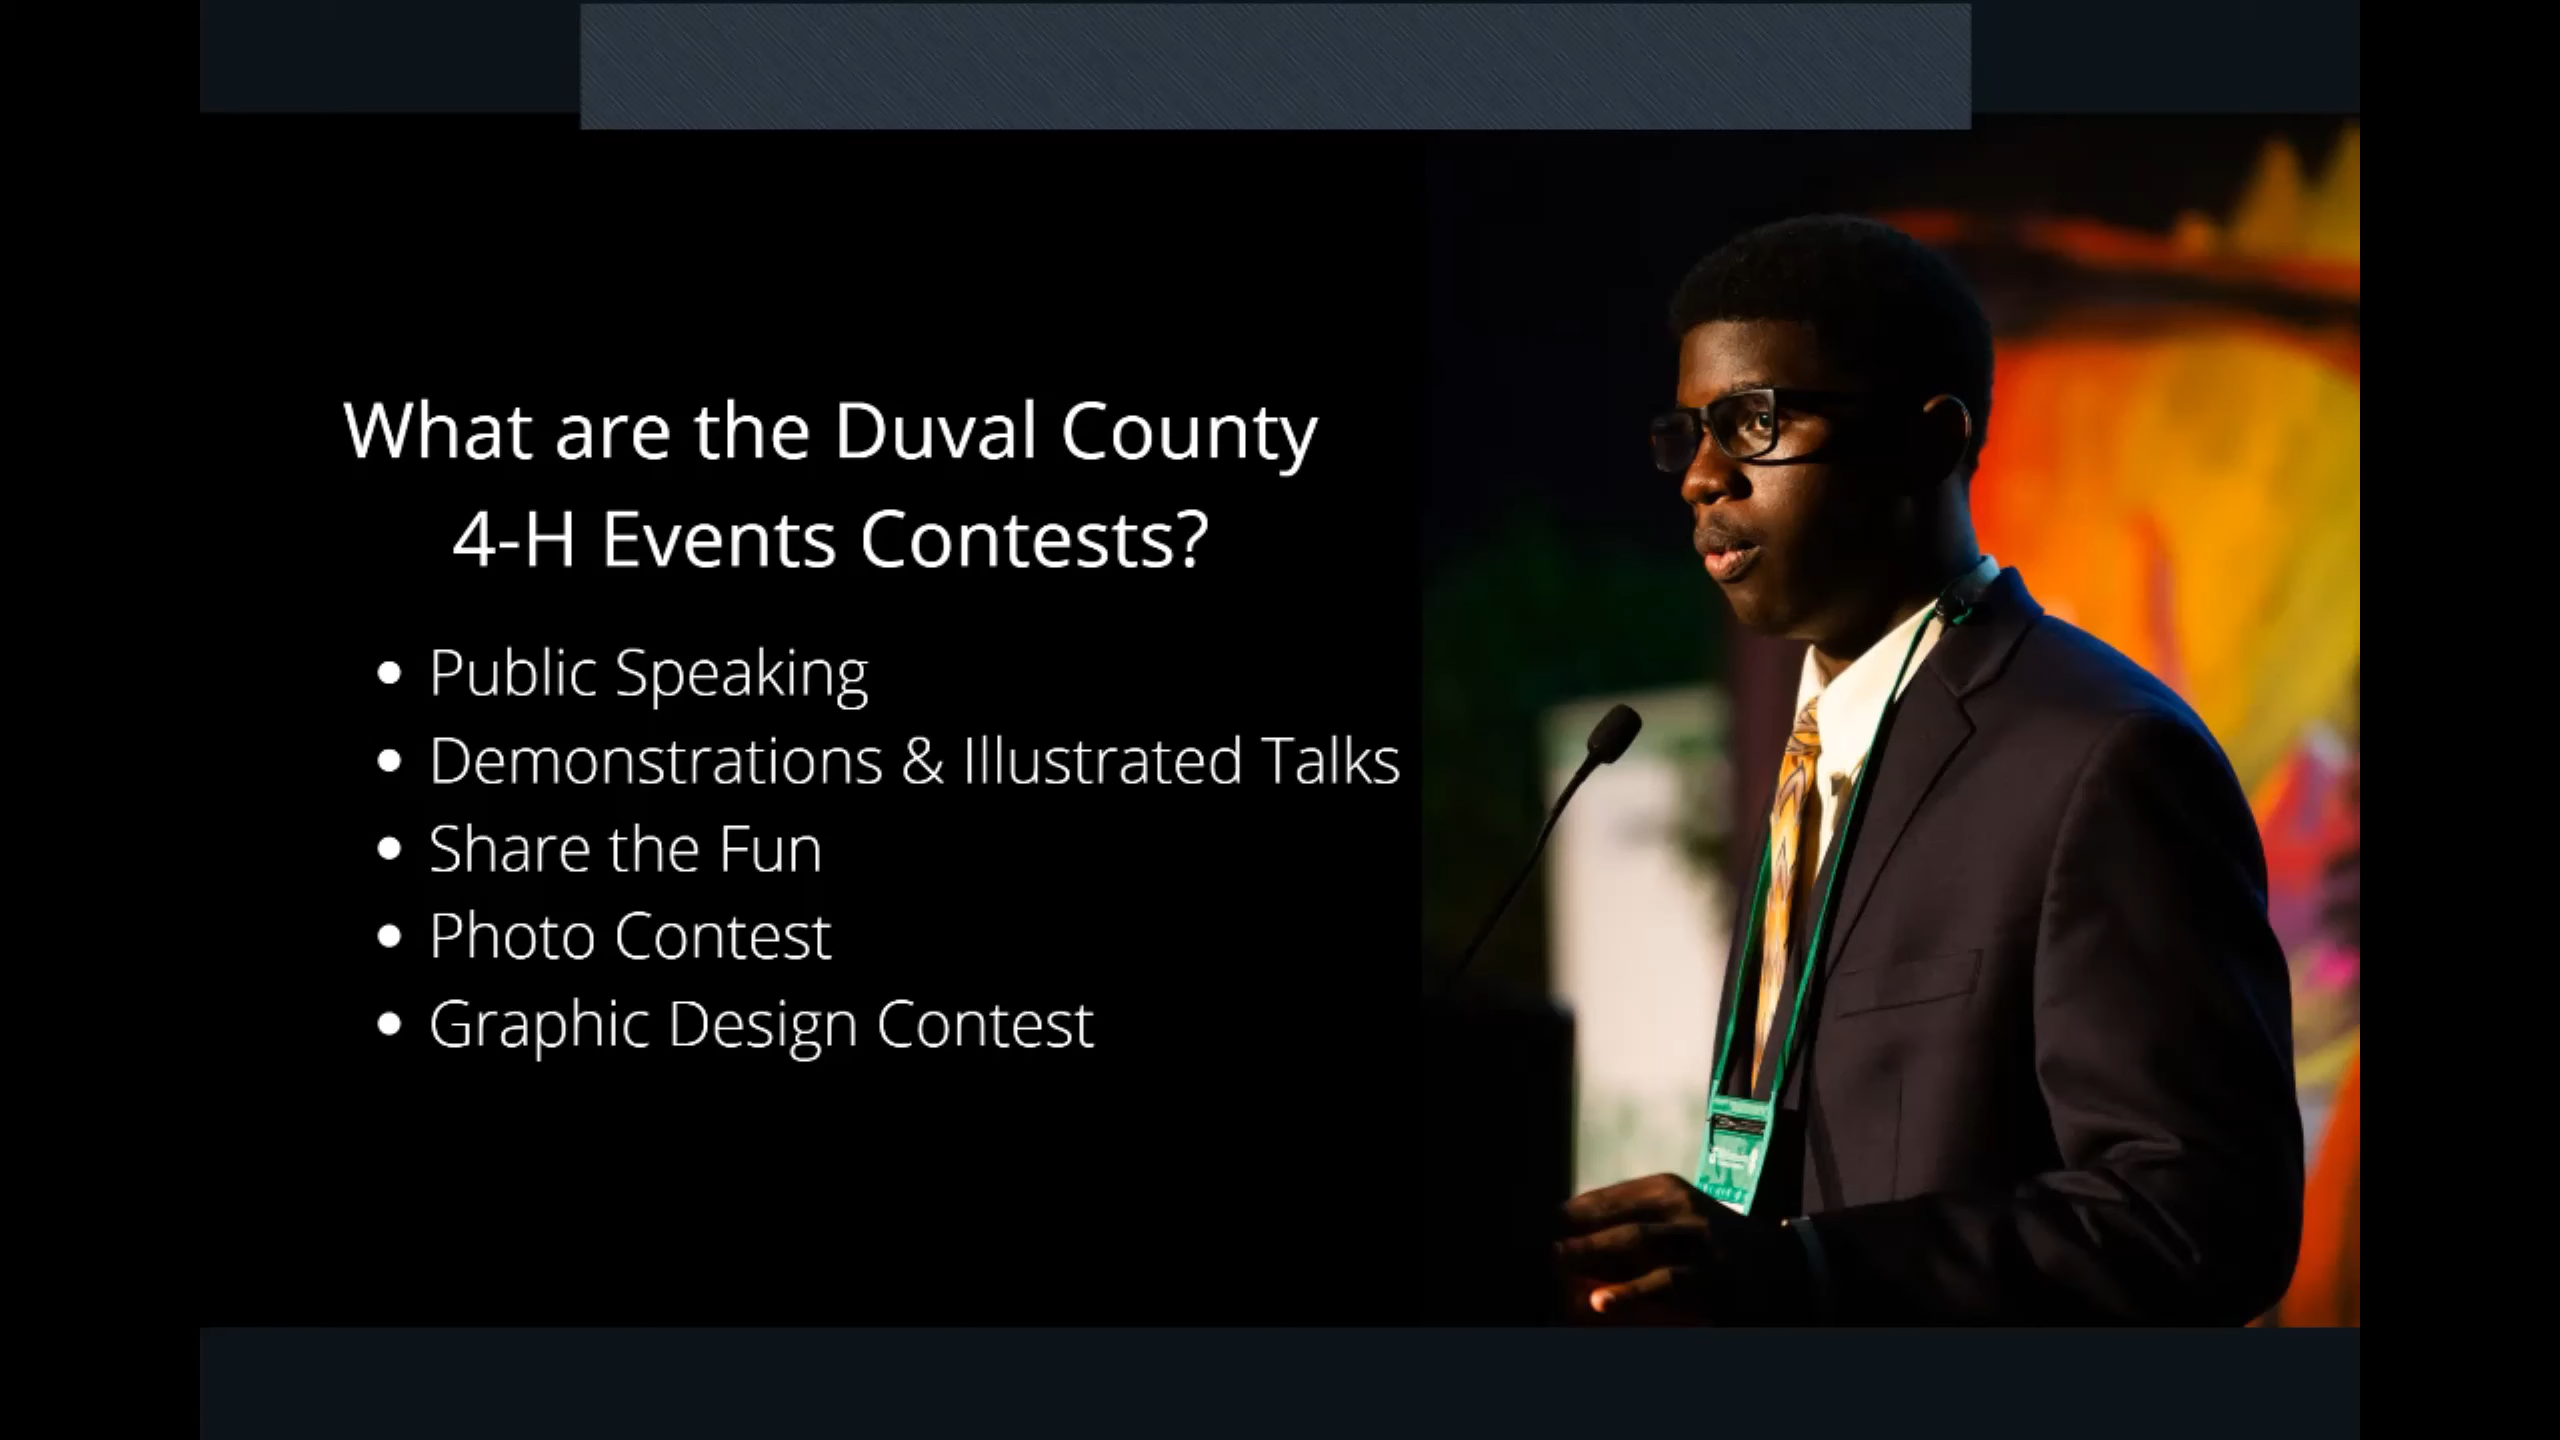 What are the Duval County
4-H Events Contests?
• Public Speaking
• Demonstrations & Illustrated Talks
• Share the Fun
• Photo Contest
• Graphic Design Contest